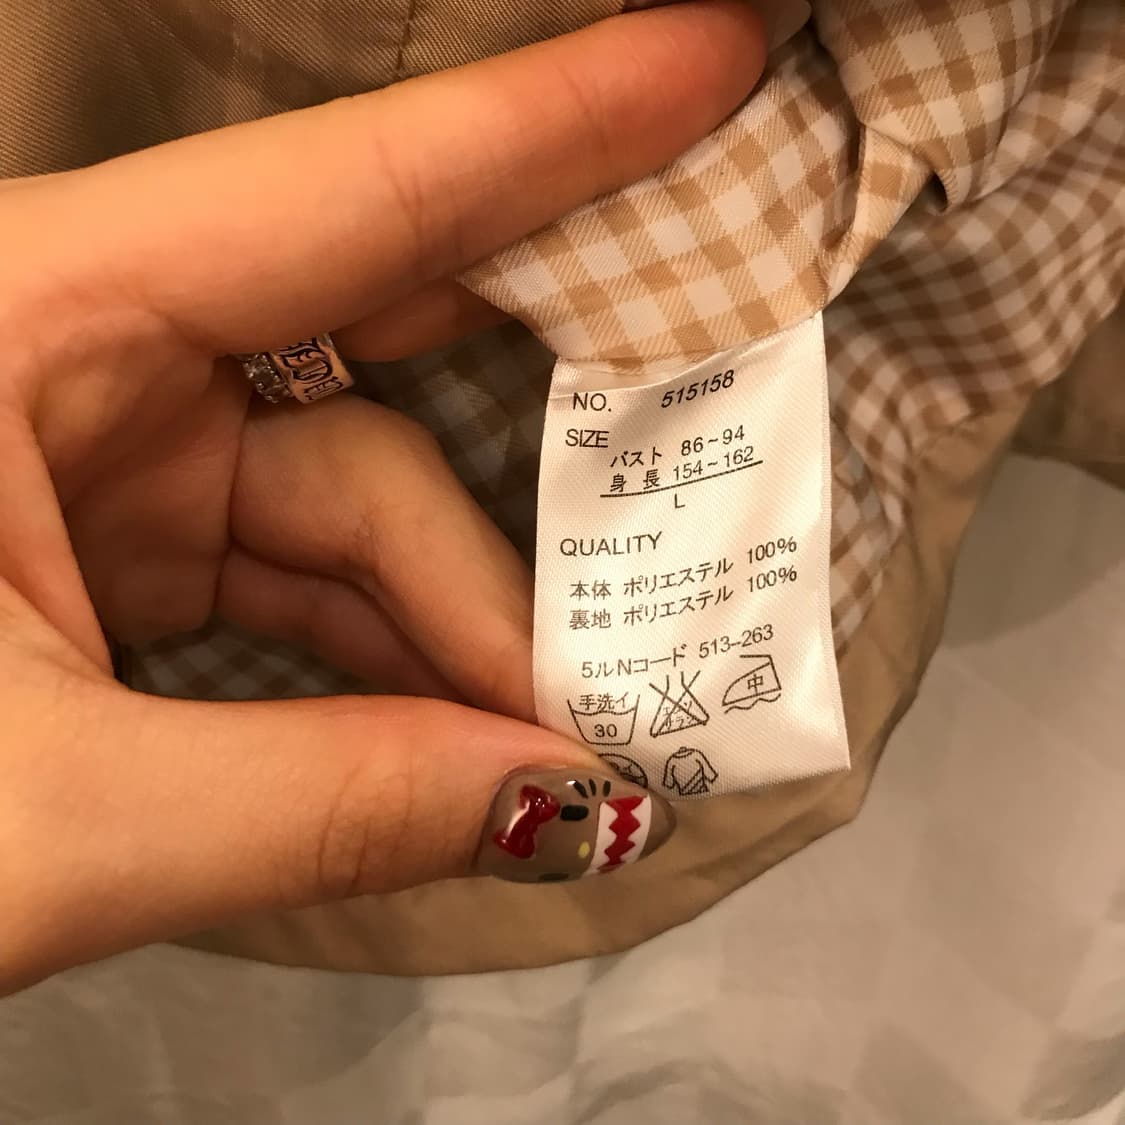 NO. 515158
SIZE
バスト 86~94
身長 154~162
L
QUALITY
本体 ポリエステル 100%
裏地 ポリエステル 100%
5ルNコード 513-263
手洗イ
30
中